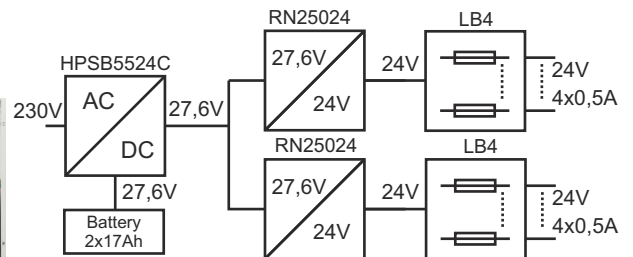 HPSB5524C
230V
AC
DC
27,6V
27,6V
Battery
2x17Ah
RN25024
27,6V
24V
24V
LB4
24V
4x0,5A
RN25024
27,6V
24V
24V
LB4
24V
4x0,5A